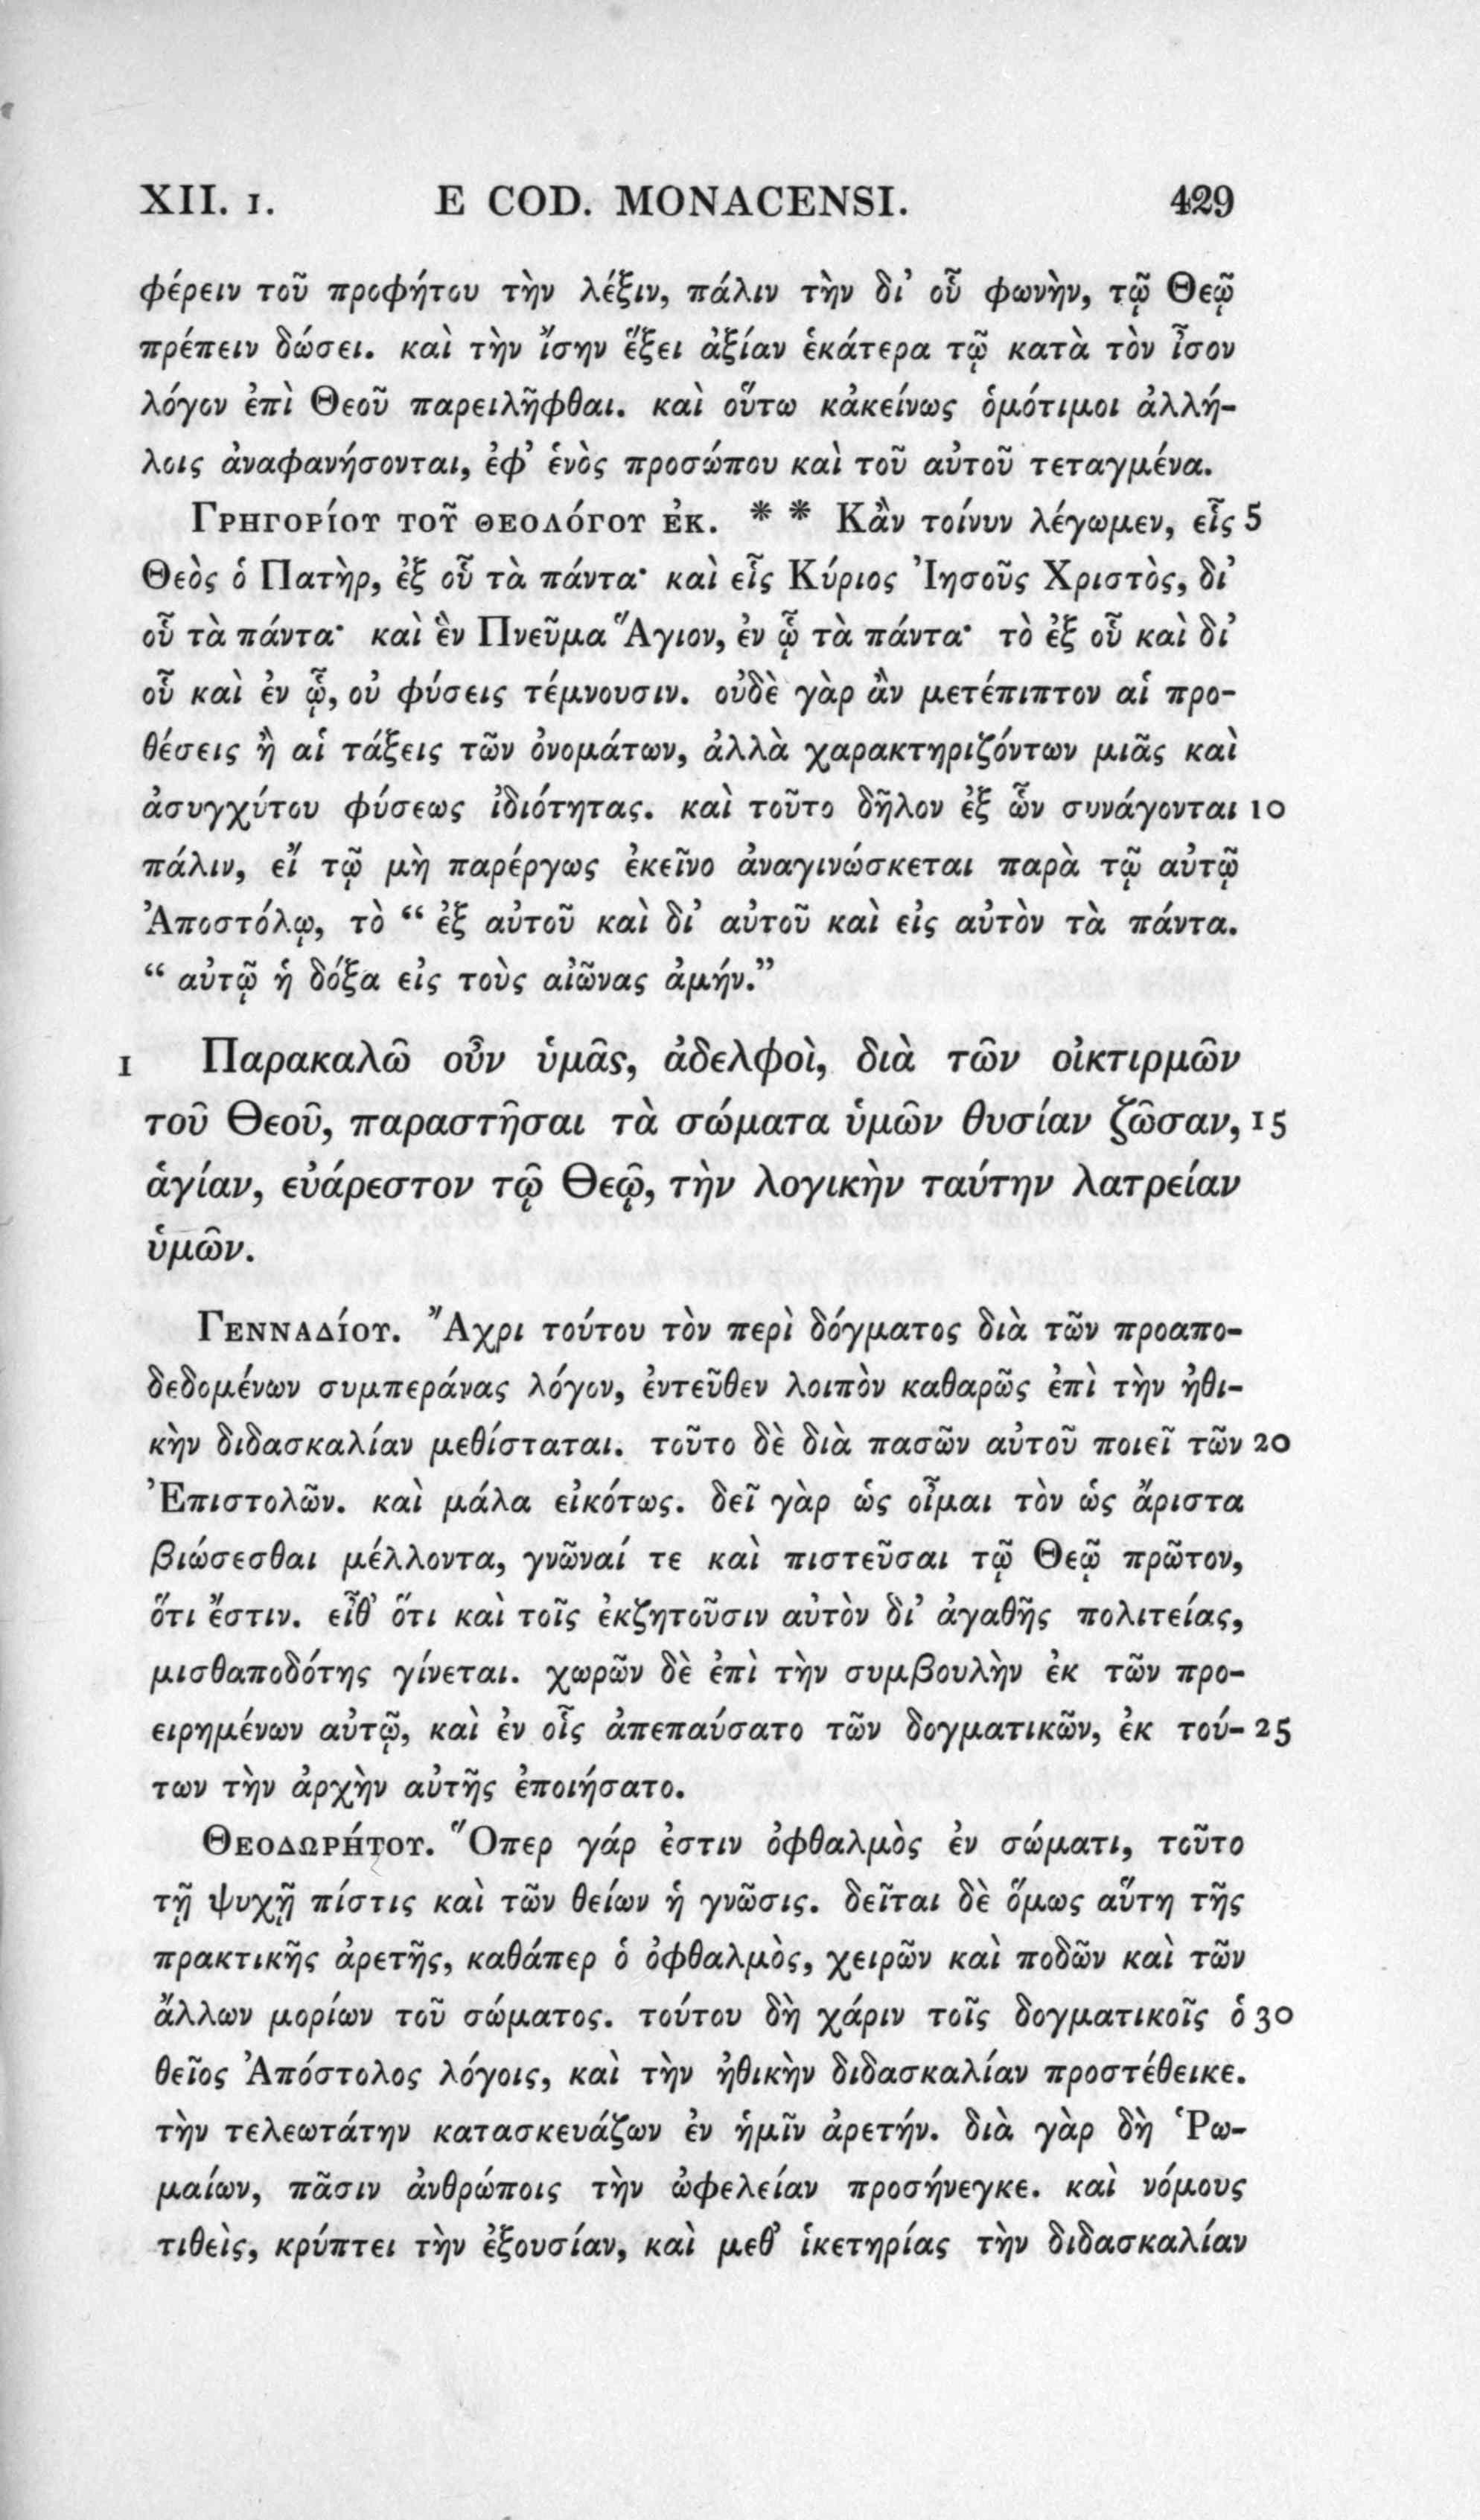 XII. 1. E COD. MONACENSI. 429
φέρειν τοῦ προφήτου τὴν λέξιν, πάλιν τὴν δι’ οὗ φωνὴν, τῷ Θεῷ
πρέπειν δώσει. καὶ τὴν ἴσην ἕξει ἀξίαν ἑκάτερα τῷ κατὰ τὸν ἶσον
λόγον ἐπὶ Θεοῦ παρειλῆφθαι. καὶ οὕτω κἀκείνως ὁμότιμοι ἀλλή-
λοις ἀναφανήσονται, ἐφ’ ἑνὸς προσώπου καὶ τοῦ αὐτοῦ τεταγμένα.
Γρηγορίου τοῦ θεολόγου ἐκ. * * Κἂν τοίνυν λέγωμεν, εἷς 5
Θεὸς ὁ Πατὴρ, ἐξ οὗ τὰ πάντα· καὶ εἷς Κύριος Ἰησοῦς Χριστὸς, δι’
οὗ τὰ πάντα· καὶ ἓν Πνεῦμα Ἅγιον, ἐν ᾧ τὰ πάντα· τὸ ἐξ οὗ καὶ δι’
οὗ καὶ ἐν ᾧ, οὐ φύσεις τέμνουσιν. οὐδὲ γὰρ ἂν μετέπιπτον αἱ προ-
θέσεις ἢ αἱ τάξεις τῶν ὀνομάτων, ἀλλὰ χαρακτηριζόντων μιᾶς καὶ
ἀσυγχύτου φύσεως ἰδιότητας. καὶ τοῦτο δῆλον ἐξ ὧν συνάγονται 10
πάλιν, εἴ τῳ̃ μὴ παρέργως ἐκεῖνο ἀναγινώσκεται παρὰ τῷ αὐτῷ
Ἀποστόλῳ, τὸ “ ἐξ αὐτοῦ καὶ δι’ αὐτοῦ καὶ εἰς αὐτὸν τὰ πάντα.
“ αὐτῷ ἡ δόξα εἰς τοὺς αἰῶνας ἀμήν.”
1 Παρακαλῶ οὖν ὑμᾶς, ἀδελφοὶ, διὰ τῶν οἰκτιρμῶν
τοῦ Θεοῦ, παραστῆσαι τὰ σώματα ὑμῶν θυσίαν ζῶσαν, 15
ἁγίαν, εὐάρεστον τῷ Θεῷ, τὴν λογικὴν ταύτην λατρείαν
ὑμῶν.
Γενναδίου. Ἄχρι τούτου τὸν περὶ δόγματος διὰ τῶν προαπο-
δεδομένων συμπεράνας λόγον, ἐντεῦθεν λοιπὸν καθαρῶς ἐπὶ τὴν ἠθι-
κὴν διδασκαλίαν μεθίσταται. τοῦτο δὲ διὰ πασῶν αὐτοῦ ποιεῖ τῶν 20
Ἐπιστολῶν. καὶ μάλα εἰκότως. δεῖ γὰρ ὡς οἶμαι τὸν ὡς ἄριστα
βιώσεσθαι μέλλοντα, γνῶναί τε καὶ πιστεῦσαι τῷ Θεῷ πρῶτον,
ὅτι ἔστιν. εἶθ’ ὅτι καὶ τοῖς ἐκζητοῦσιν αὐτὸν δι’ ἀγαθῆς πολιτείας,
μισθαποδότης γίνεται. χωρῶν δὲ ἐπὶ τὴν συμβουλὴν ἐκ τῶν προ-
ειρημένων αὐτῷ, καὶ ἐν οἷς ἀπεπαύσατο τῶν δογματικῶν, ἐκ τού- 25
των τὴν ἀρχὴν αὐτῆς ἐποιήσατο.
Θεοδωρήτου. Ὅπερ γάρ ἐστιν ὀφθαλμὸς ἐν σώματι, τοῦτο
τῇ ψυχῇ πίστις καὶ τῶν θείων ἡ γνῶσις. δεῖται δὲ ὅμως αὕτη τῆς
πρακτικῆς ἀρετῆς, καθάπερ ὁ ὀφθαλμὸς, χειρῶν καὶ ποδῶν καὶ τῶν
ἄλλων μορίων τοῦ σώματος. τούτου δὴ χάριν τοῖς δογματικοῖς ὁ 30
θεῖος Ἀπόστολος λόγοις, καὶ τὴν ἠθικὴν διδασκαλίαν προστέθεικε.
τὴν τελεωτάτην κατασκευάζων ἐν ἡμῖν ἀρετήν. διὰ γὰρ δὴ Ῥω-
μαίων, πᾶσιν ἀνθρώποις τὴν ὠφελείαν προσήνεγκε. καὶ νόμους
τιθεὶς, κρύπτει τὴν ἐξουσίαν, καὶ μεθ’ ἱκετηρίας τὴν διδασκαλίαν